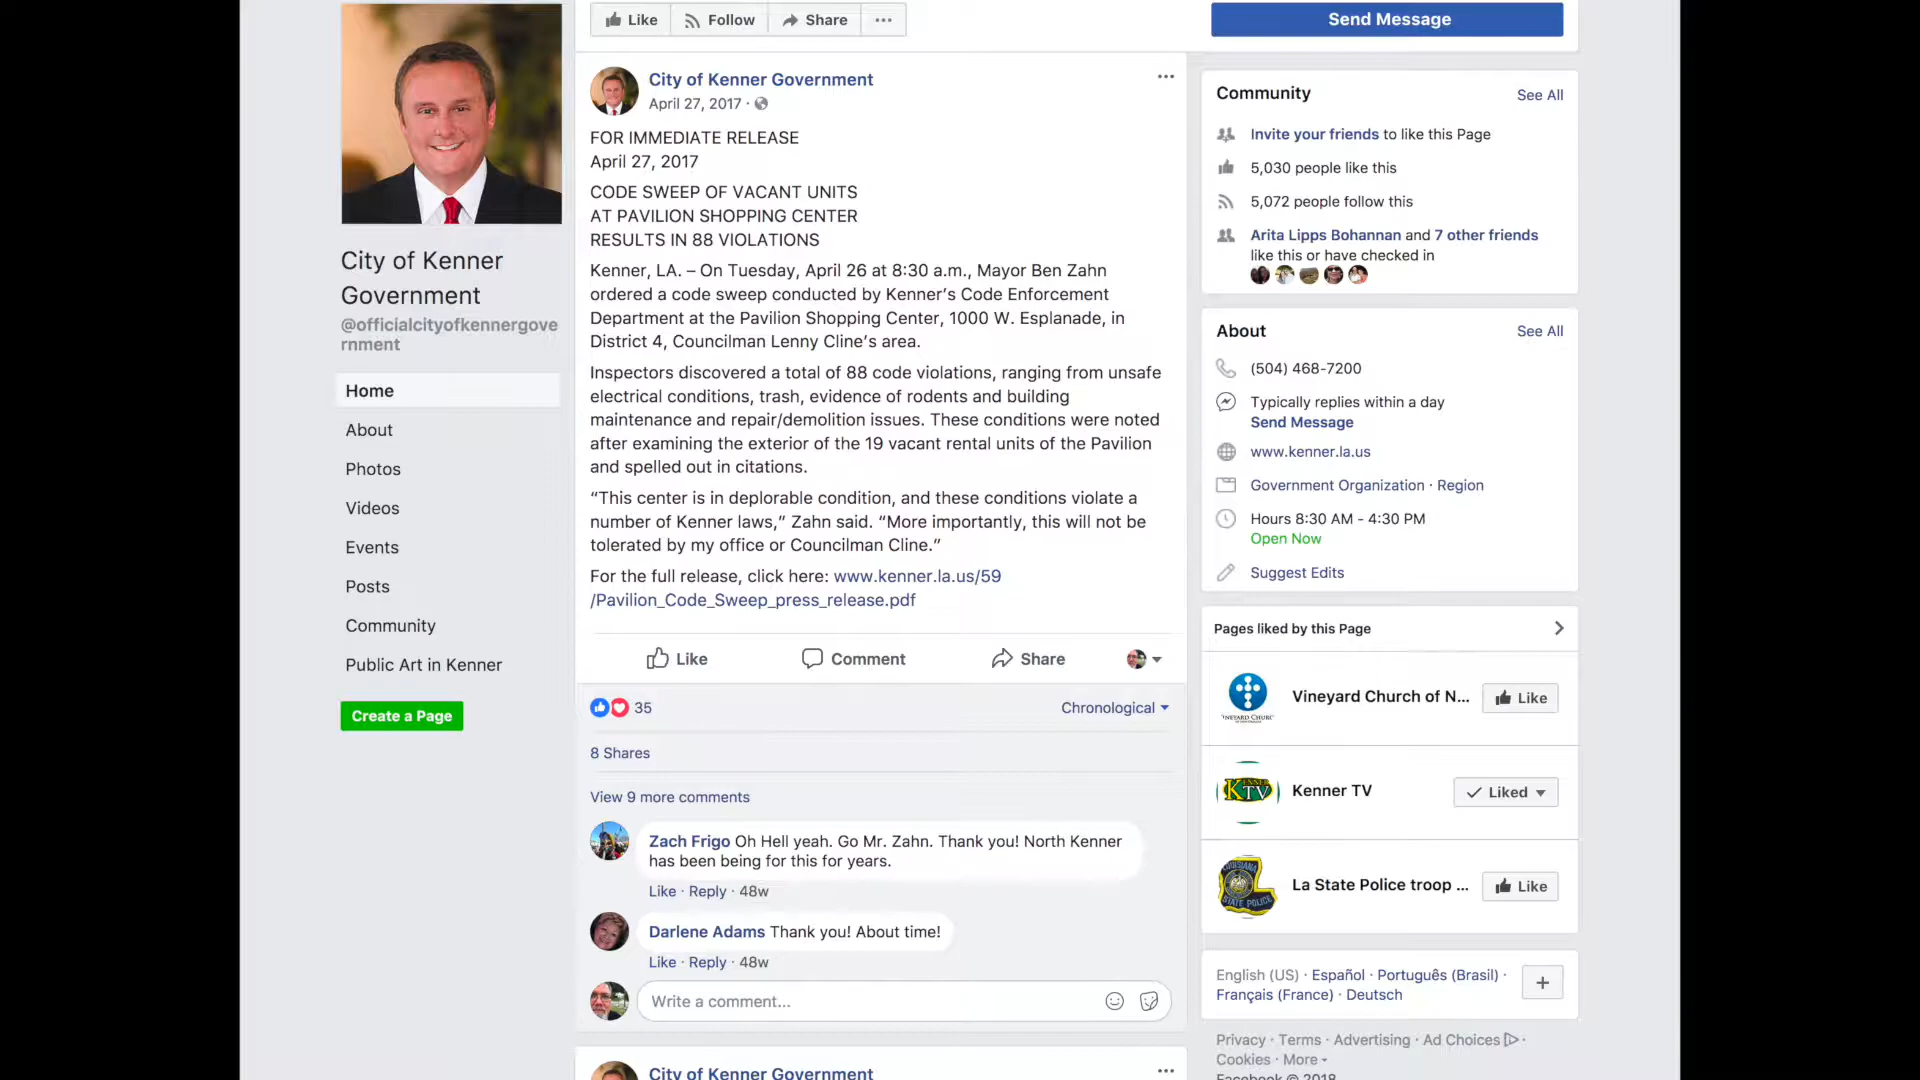 Like
Follow
Share
Send Message
City of Kenner
Government
@officialcityofkennergove
rnment
Home
About
Photos
Videos
Events
Posts
Community
Public Art in Kenner
Create a Page
City of Kenner Government
April 27, 2017 ·
FOR IMMEDIATE RELEASE
April 27, 2017
CODE SWEEP OF VACANT UNITS
AT PAVILION SHOPPING CENTER
RESULTS IN 88 VIOLATIONS
Kenner, LA. – On Tuesday, April 26 at 8:30 a.m., Mayor Ben Zahn
ordered a code sweep conducted by Kenner’s Code Enforcement
Department at the Pavilion Shopping Center, 1000 W. Esplanade, in
District 4, Councilman Lenny Cline’s area.
Inspectors discovered a total of 88 code violations, ranging from unsafe
electrical conditions, trash, evidence of rodents and building
maintenance and repair/demolition issues. These conditions were noted
after examining the exterior of the 19 vacant rental units of the Pavilion
and spelled out in citations.
“This center is in deplorable condition, and these conditions violate a
number of Kenner laws,” Zahn said. “More importantly, this will not be
tolerated by my office or Councilman Cline.”
For the full release, click here: www.kenner.la.us/59
/Pavilion_Code_Sweep_press_release.pdf
Like
Comment
Share
35
Chronological
8 Shares
View 9 more comments
Zach Frigo Oh Hell yeah. Go Mr. Zahn. Thank you! North Kenner
has been being for this for years.
Like · Reply · 48w
Darlene Adams Thank you! About time!
Like · Reply · 48w
Write a comment...
City of Kenner Government
Community
See All
Invite your friends to like this Page
5,030 people like this
5,072 people follow this
Arita Lipps Bohannan and 7 other friends
like this or have checked in
About
See All
(504) 468-7200
Typically replies within a day
Send Message
www.kenner.la.us
Government Organization · Region
Hours 8:30 AM - 4:30 PM
Open Now
Suggest Edits
Pages liked by this Page
Vineyard Church of N...
Like
KENNER
KTV
Kenner TV
Liked
LOUISIANA
STATE POLICE
La State Police troop ...
Like
English (US) · Español · Português (Brasil) ·
Français (France) · Deutsch
Privacy · Terms · Advertising · Ad Choices ·
Cookies · More
Facebook © 2018